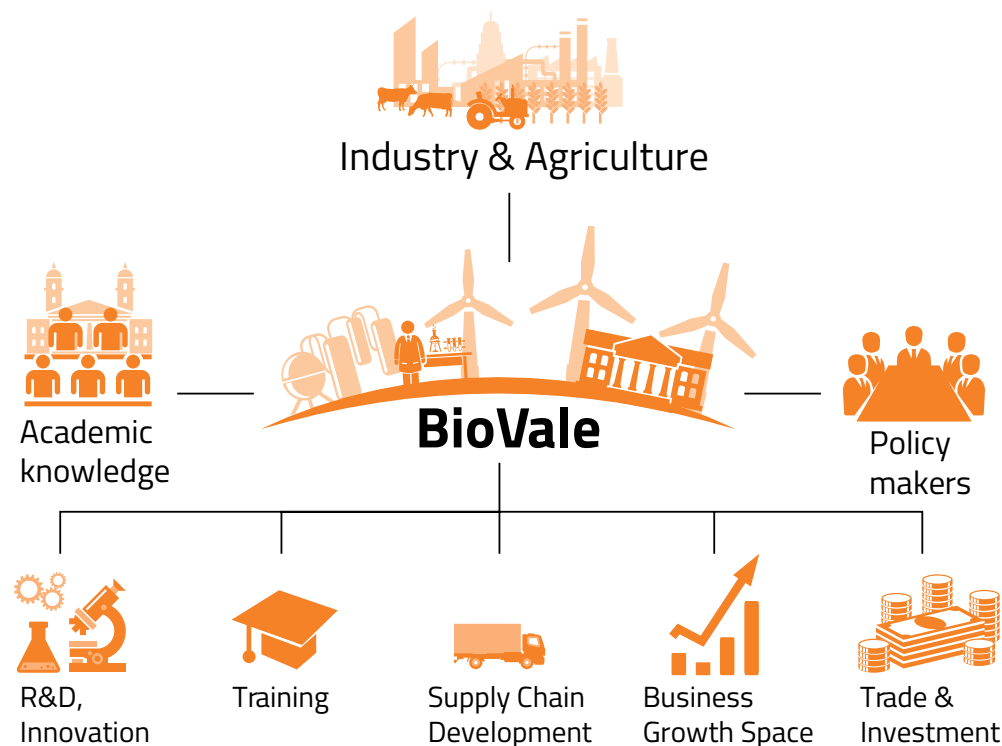 Industry & Agriculture
BioVale
Academic
knowledge
Policy
makers
R&D,
Innovation
Training
Supply Chain
Development
Business
Growth Space
Trade &
Investment